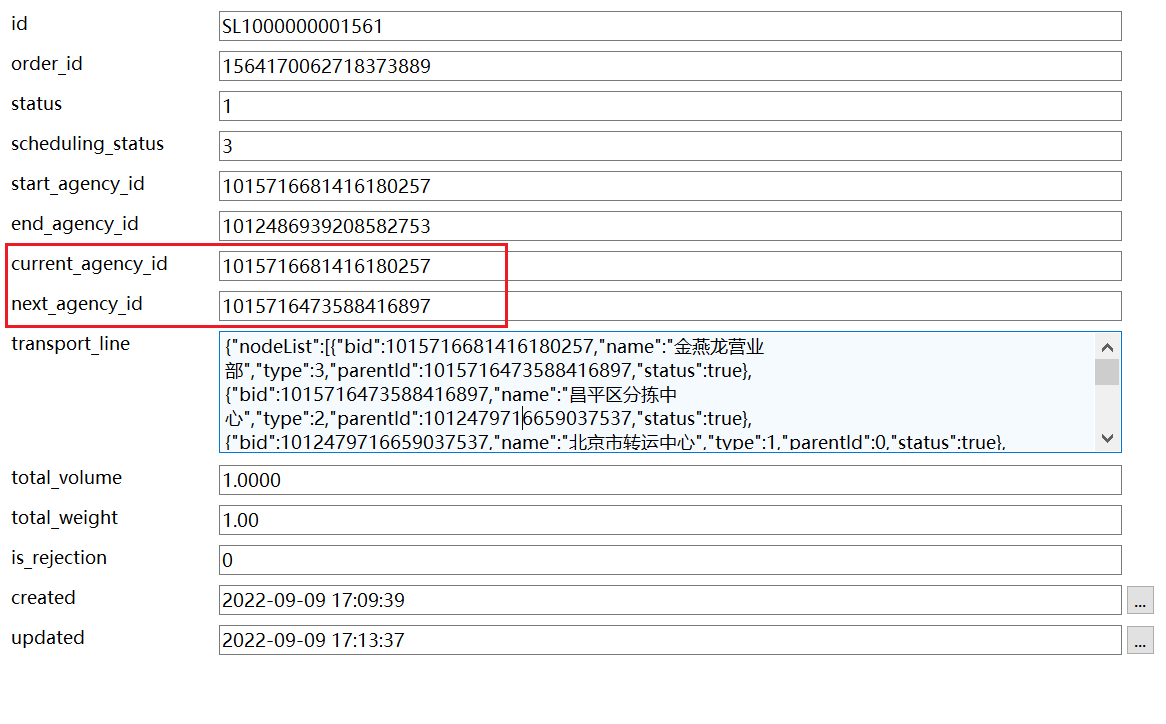 id
SL1000000001561
order_id
1564170062718373889
status
1
scheduling_status
3
start_agency_id
1015716681416180257
end_agency_id
1012486939208582753
current_agency_id
1015716681416180257
next_agency_id
1015716473588416897
transport_line
{"nodeList":[{"bid":1015716681416180257,"name":"金燕龙营业
部","type":3,"parentId":1015716473588416897,"status":true},
{"bid":1015716473588416897,"name":"昌平区分拣中
心","type":2,"parentId":1012479716659037537,"status":true},
{"bid":1012479716659037537,"name":"北京市转运中心","type":1,"parentId":0,"status":true},
total_volume
1.0000
total_weight
1.00
is_rejection
0
created
2022-09-09 17:09:39
...
updated
2022-09-09 17:13:37
...